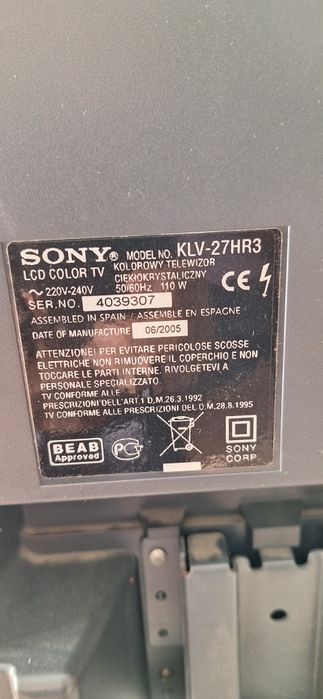 SONY® MODEL NO. KLV-27HR3
LCD COLOR TV KOLOROWY TELEWIZOR
CIEKŁOKRYSTALICZNY
~220V-240V 50/60Hz 110 W
CE
SER.NO. 4039307
ASSEMBLED IN SPAIN / ASSEMBLE EN ESPAGNE
DATE OF MANUFACTURE 06/2005
ATTENZIONE! PER EVITARE PERICOLOSE SCOSSE
ELETTRICHE NON RIMUOVERE IL COPERCHIO E NON
TOCCARE LE PARTI INTERNE. RIVOLGETEVI A
PERSONALE SPECIALIZZATO.
TV CONFORME ALLE
PRESCRIZIONI DELL'ART.1 D.M.26.3.1992
TV CONFORME ALLE PRESCRIZIONI DEL D.M.28.8.1995
BEAB
Approved
SONY
CORP.